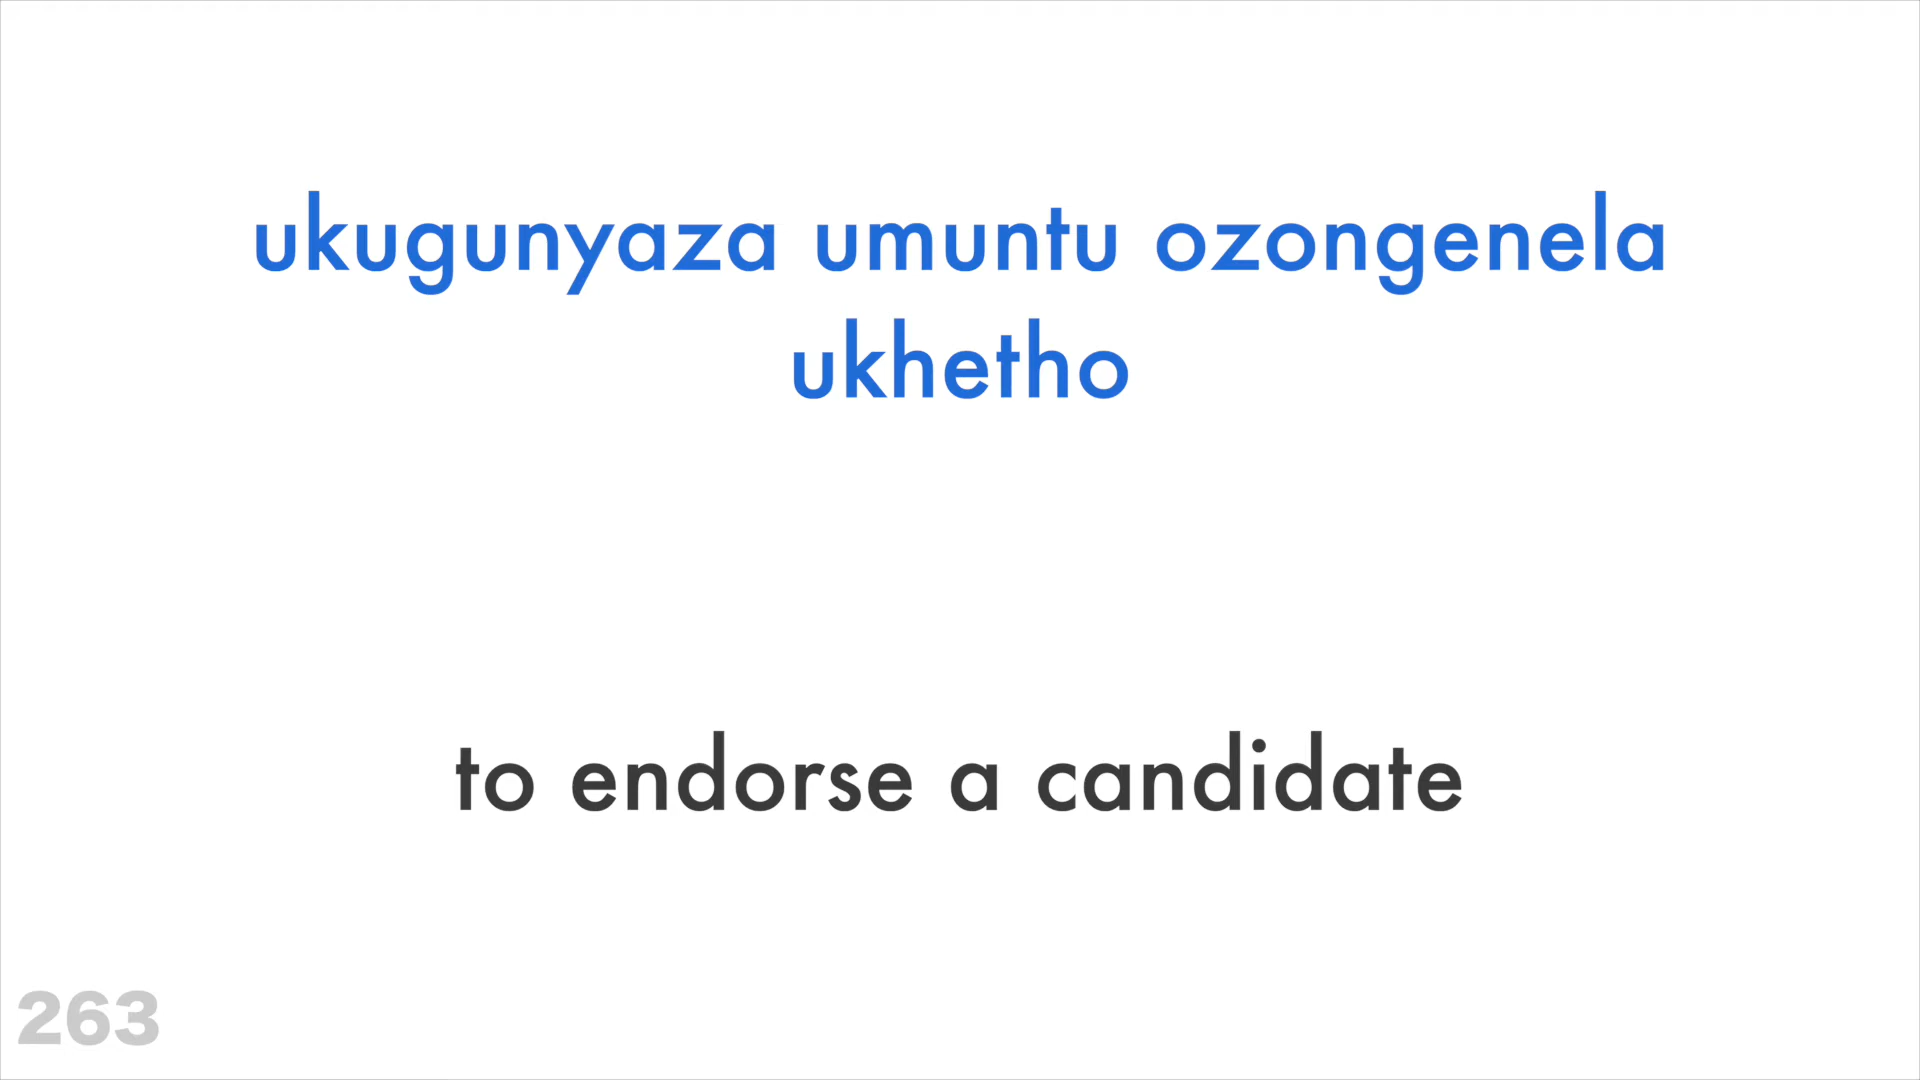 ukugunyaza umuntu ozongenela
ukhetho
to endorse a candidate
263